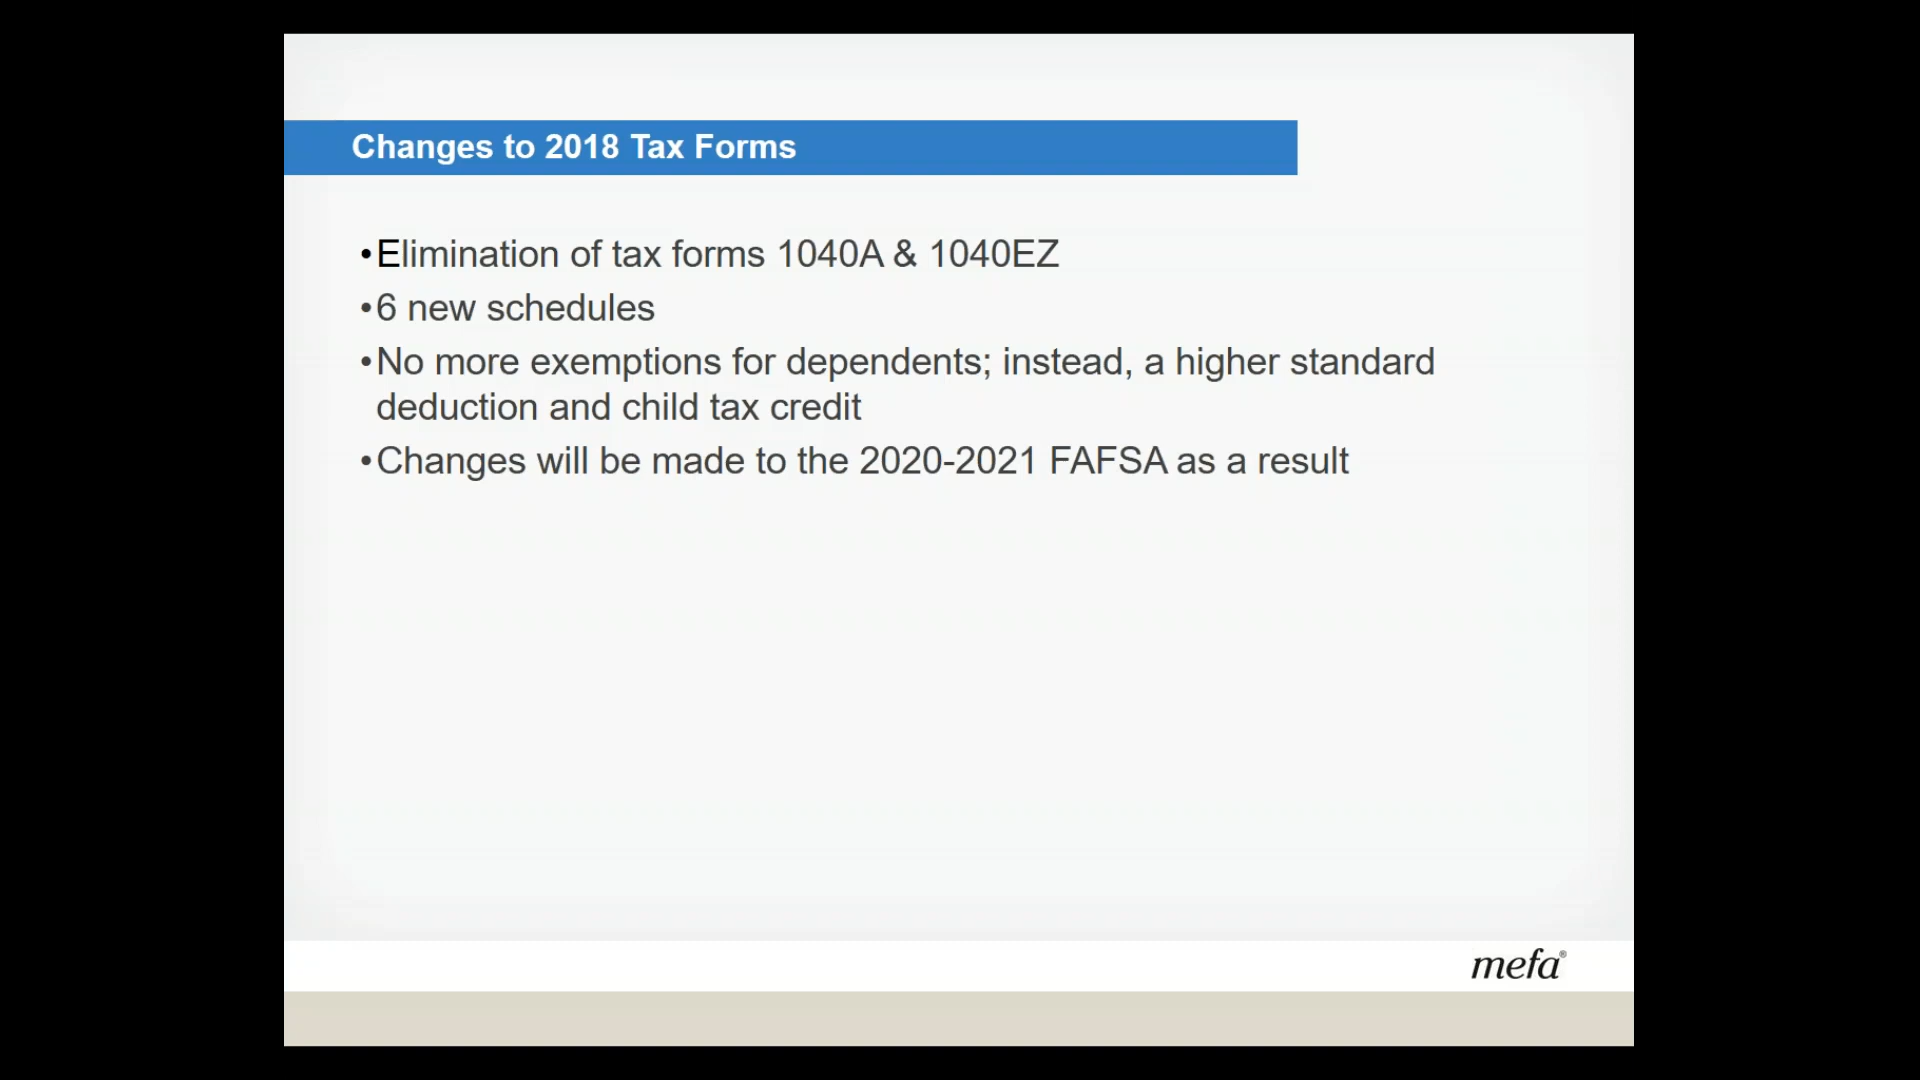 Changes to 2018 Tax Forms
•Elimination of tax forms 1040A & 1040EZ
•6 new schedules
•No more exemptions for dependents; instead, a higher standard
deduction and child tax credit
•Changes will be made to the 2020-2021 FAFSA as a result
mefa®